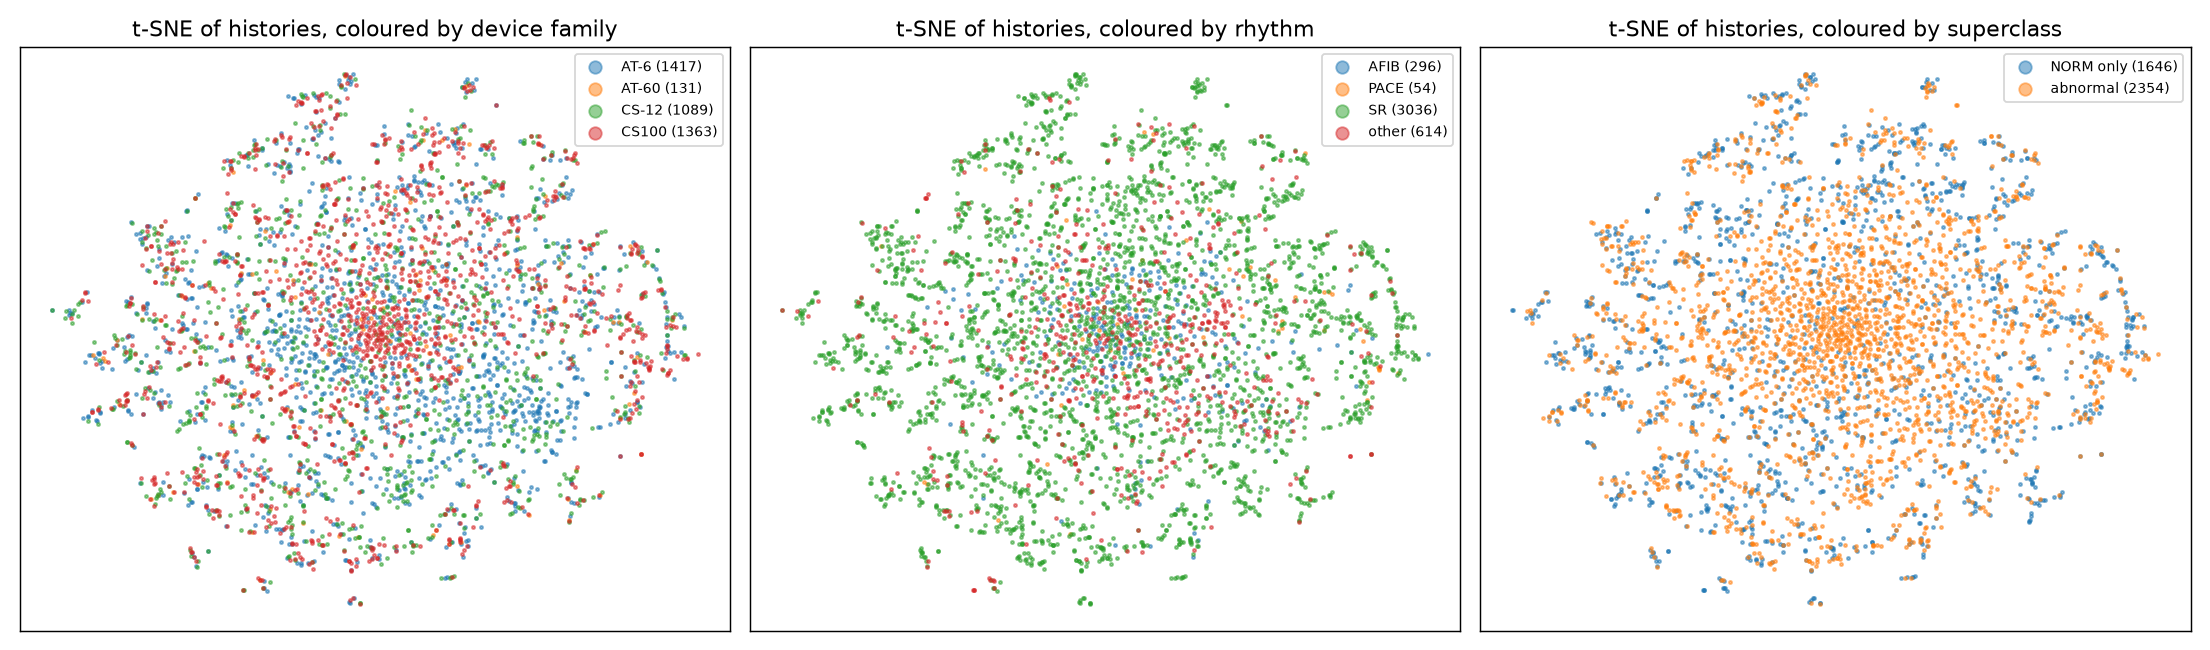 t-SNE of histories, coloured by device family
AT-6 (1417)
AT-60 (131)
CS-12 (1089)
CS100 (1363)
t-SNE of histories, coloured by rhythm
AFIB (296)
PACE (54)
SR (3036)
other (614)
t-SNE of histories, coloured by superclass
NORM only (1646)
abnormal (2354)